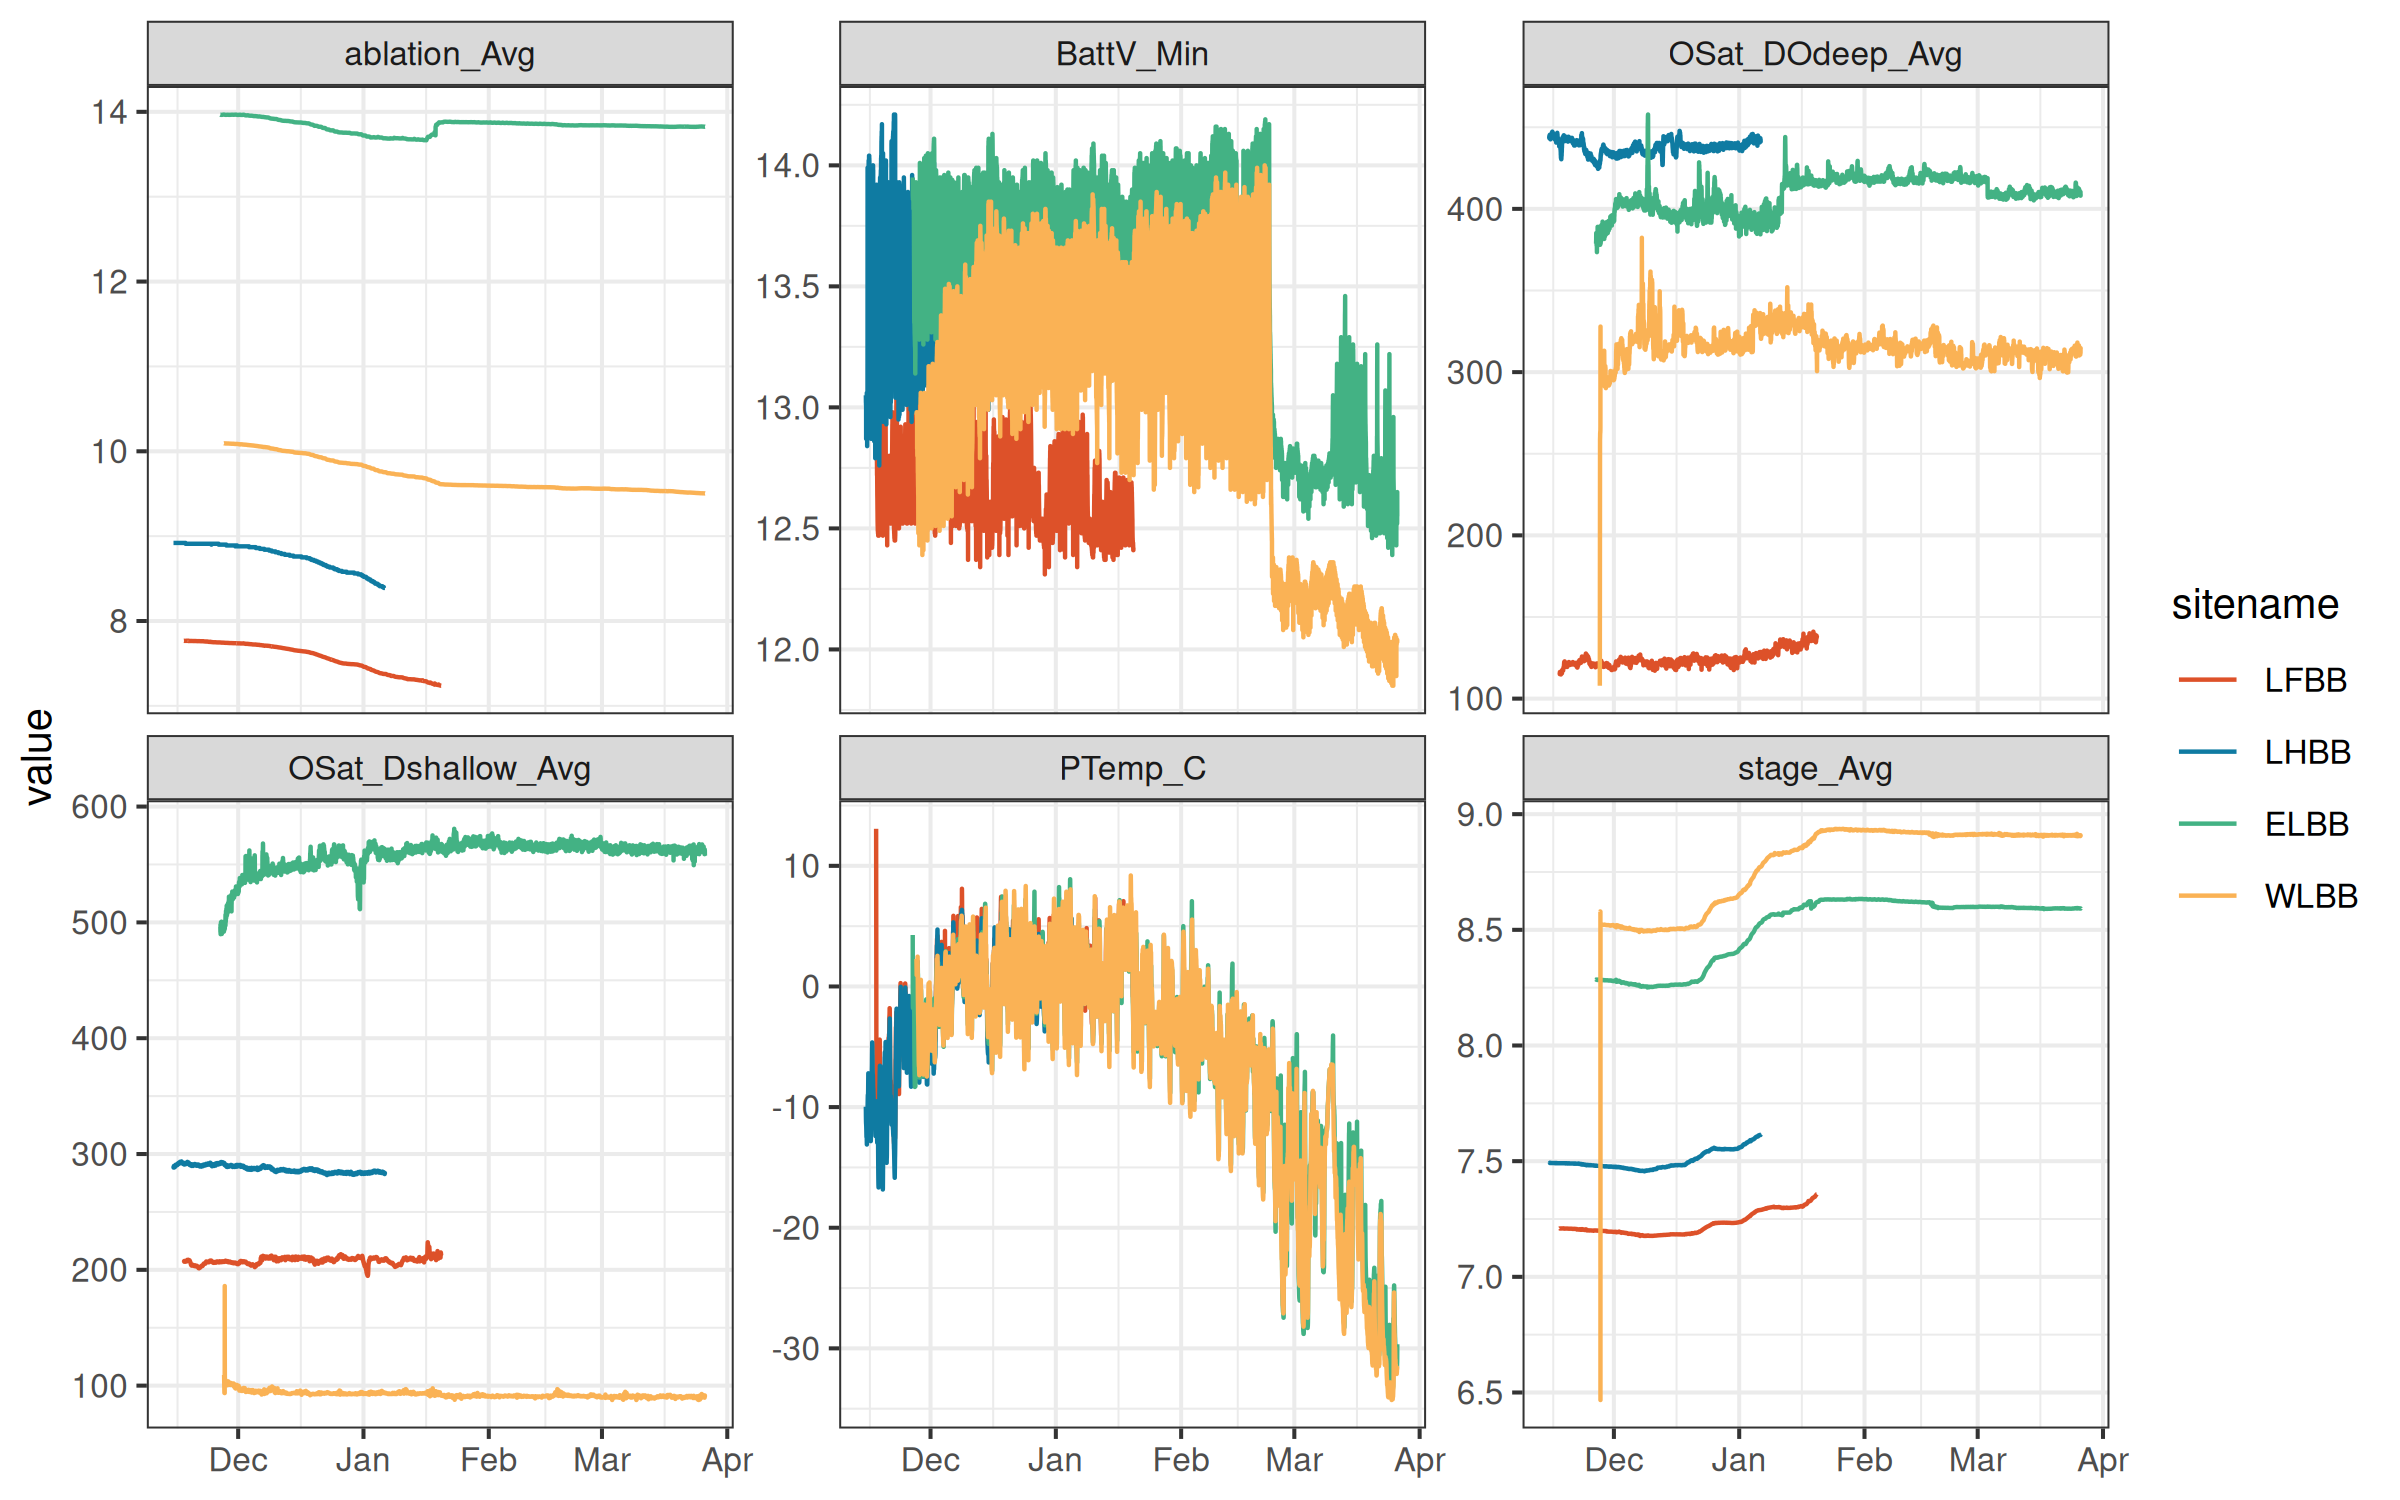 ablation_Avg
BattV_Min
OSat_DOdeep_Avg
14
12
10
8
14.0
13.5
13.0
12.5
12.0
400
300
200
100
value
OSat_Dshallow_Avg
PTemp_C
stage_Avg
600
500
400
300
200
100
10
0
-10
-20
-30
9.0
8.5
8.0
7.5
7.0
6.5
Dec Jan Feb Mar Apr
Dec Jan Feb Mar Apr
Dec Jan Feb Mar Apr
sitename
LFBB
LHBB
ELBB
WLBB